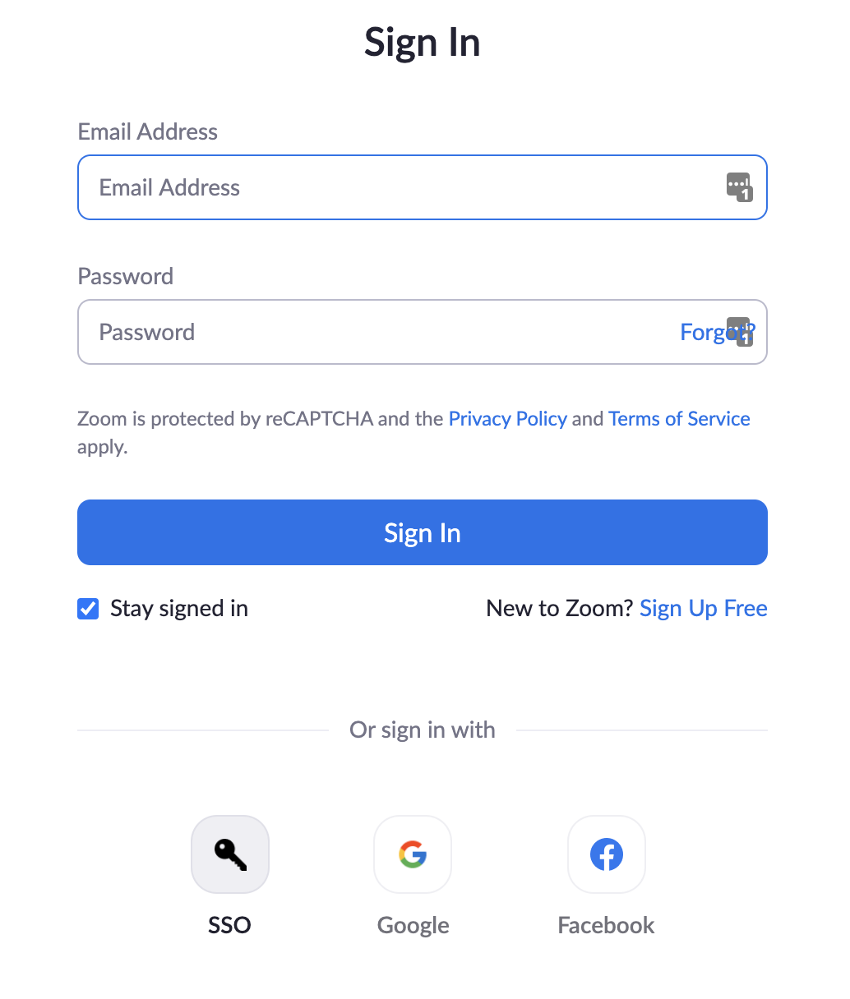 Sign In
Email Address
Email Address
1
Password
Password
Forgot?
Zoom is protected by reCAPTCHA and the Privacy Policy and Terms of Service
apply.
Sign In
Stay signed in
New to Zoom? Sign Up Free
Or sign in with
SSO
Google
Facebook